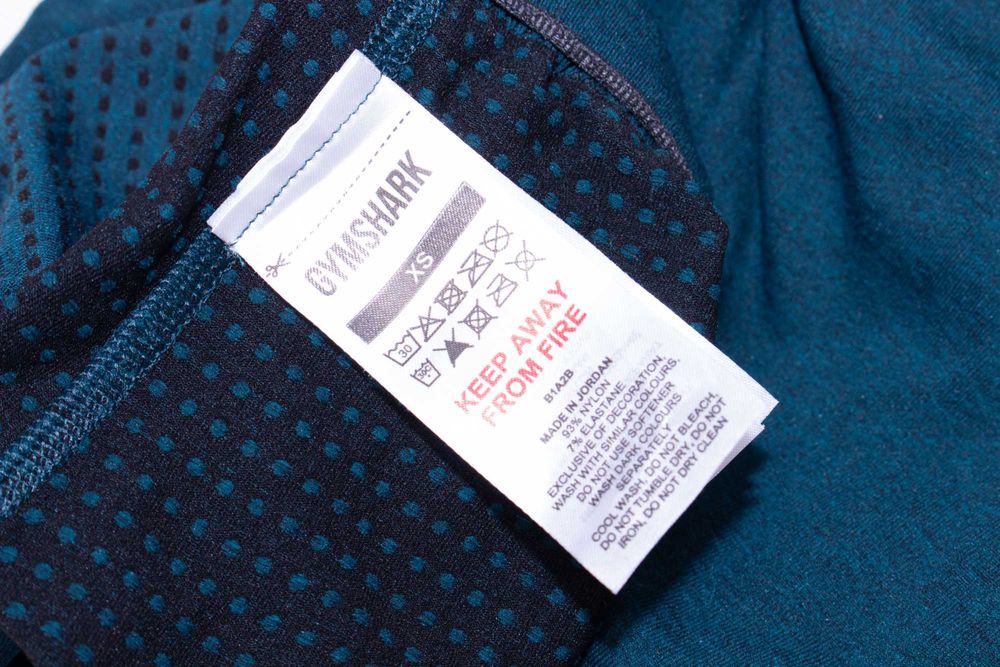 GYMSHARK
XS
30
30°C
KEEP AWAY
FROM FIRE
B1A2B
MADE IN JORDAN
93% NYLON
7% ELASTANE
EXCLUSIVE OF DECORATION.
WASH WITH SIMILAR COLOURS.
DO NOT USE SOFTENER
WASH DARK COLOURS
SEPARATELY
COOL WASH, DO NOT BLEACH,
DO NOT TUMBLE DRY, DO NOT
IRON, DO NOT DRY CLEAN